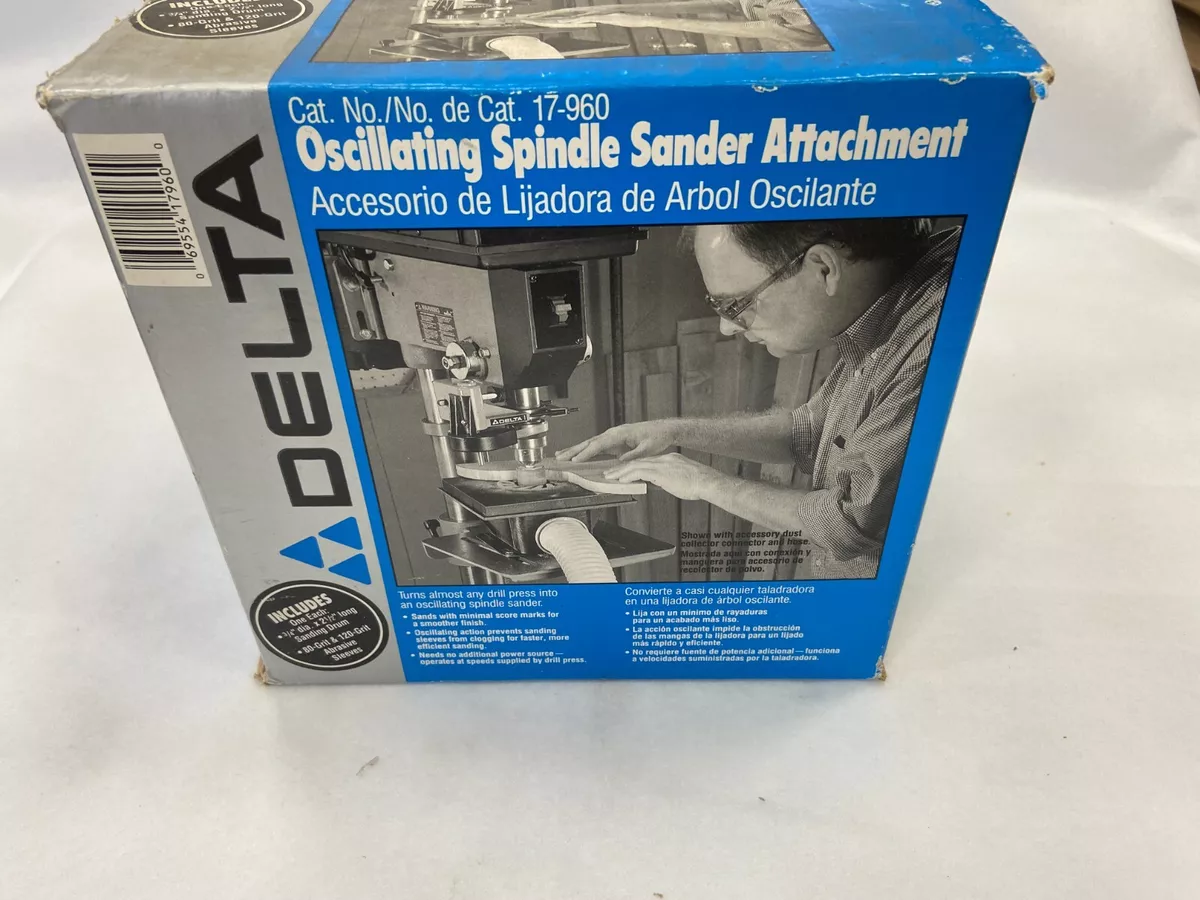 INCLUDES
80-Grit & 120-Grit
Abrasive
Sleeves
Cat. No./No. de Cat. 17-960
Oscillating Spindle Sander Attachment
Accesorio de Lijadora de Arbol Oscilante
0 69554 17960 0
DELTA
WARNING
DELTA
Shown with accessory dust
collector connector and hose.
Mostrada aquí con conexión y
manguera para accesorio de
recolector de polvo.
INCLUDES
One Each:
• ¾" dia. x 2½" long
Sanding Drum
• 80-Grit & 120-Grit
Abrasive
Sleeves
Turns almost any drill press into
an oscillating spindle sander.
• Sands with minimal score marks for
a smoother finish.
• Oscillating action prevents sanding
sleeves from clogging for faster, more
efficient sanding.
• Needs no additional power source—
operates at speeds supplied by drill press.
Convierte a casi cualquier taladradora
en una lijadora de árbol oscilante.
• Lija con un mínimo de rayaduras
para un acabado más liso.
• La acción oscilante impide la obstrucción
de las mangas de la lijadora para un lijado
más rápido y eficiente.
• No requiere fuente de potencia adicional—funciona
a velocidades suministradas por la taladradora.